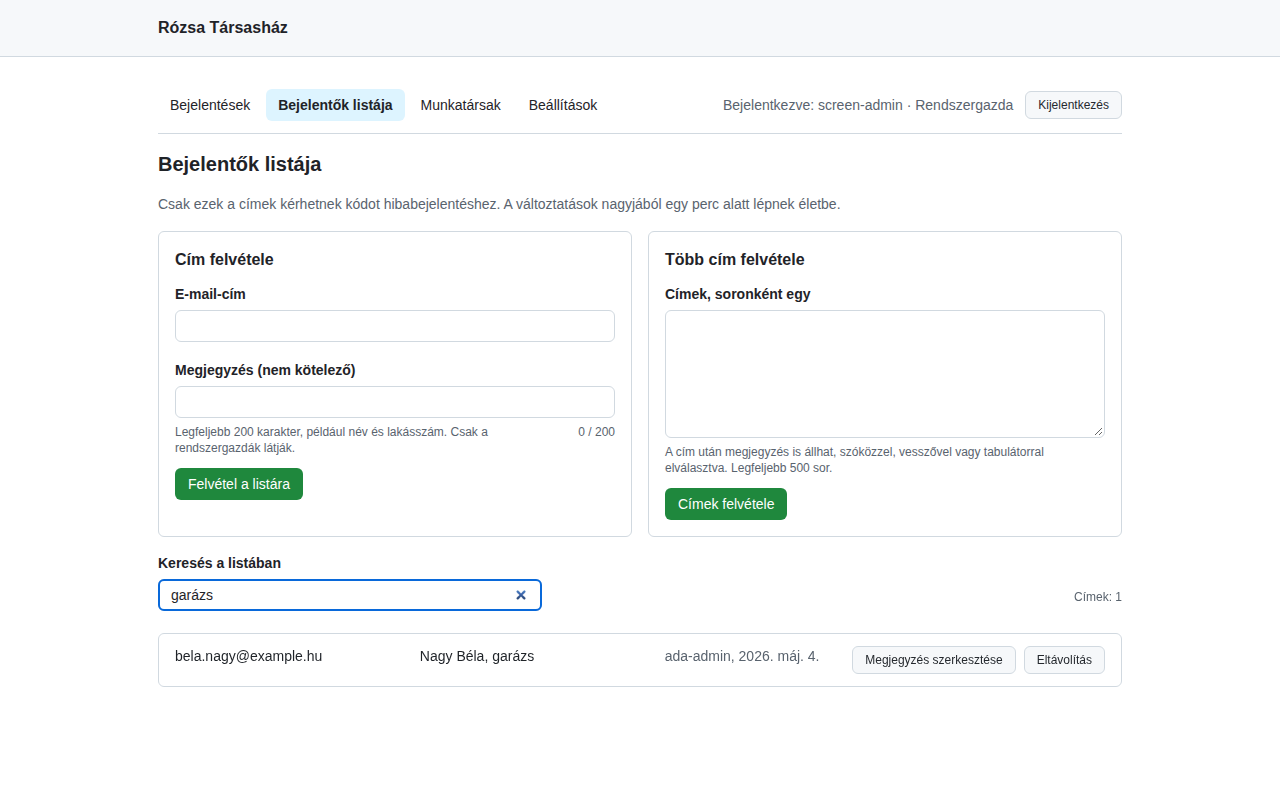 Rózsa Társasház
Bejelentések
Bejelentők listája
Munkatársak
Beállítások
Bejelentkezve: screen-admin · Rendszergazda
Kijelentkezés
Bejelentők listája
Csak ezek a címek kérhetnek kódot hibabejelentéshez. A változtatások nagyjából egy perc alatt lépnek életbe.
Cím felvétele
E-mail-cím
Megjegyzés (nem kötelező)
Legfeljebb 200 karakter, például név és lakásszám. Csak a
rendszergazdák látják.
0 / 200
Felvétel a listára
Több cím felvétele
Címek, soronként egy
A cím után megjegyzés is állhat, szóközzel, vesszővel vagy tabulátorral
elválasztva. Legfeljebb 500 sor.
Címek felvétele
Keresés a listában
garázs
Címek: 1
bela.nagy@example.hu
Nagy Béla, garázs
ada-admin, 2026. máj. 4.
Megjegyzés szerkesztése
Eltávolítás